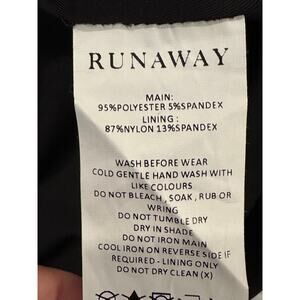 RUNAWAY
MAIN:
95%POLYESTER 5%SPANDEX
LINING :
87%NYLON 13%SPANDEX
WASH BEFORE WEAR
COLD GENTLE HAND WASH WITH
LIKE COLOURS
DO NOT BLEACH , SOAK , RUB OR
WRING
DO NOT TUMBLE DRY
DRY IN SHADE
DO NOT IRON MAIN
COOL IRON ON REVERSE SIDE IF
REQUIRED - LINING ONLY
DO NOT DRY CLEAN (X)